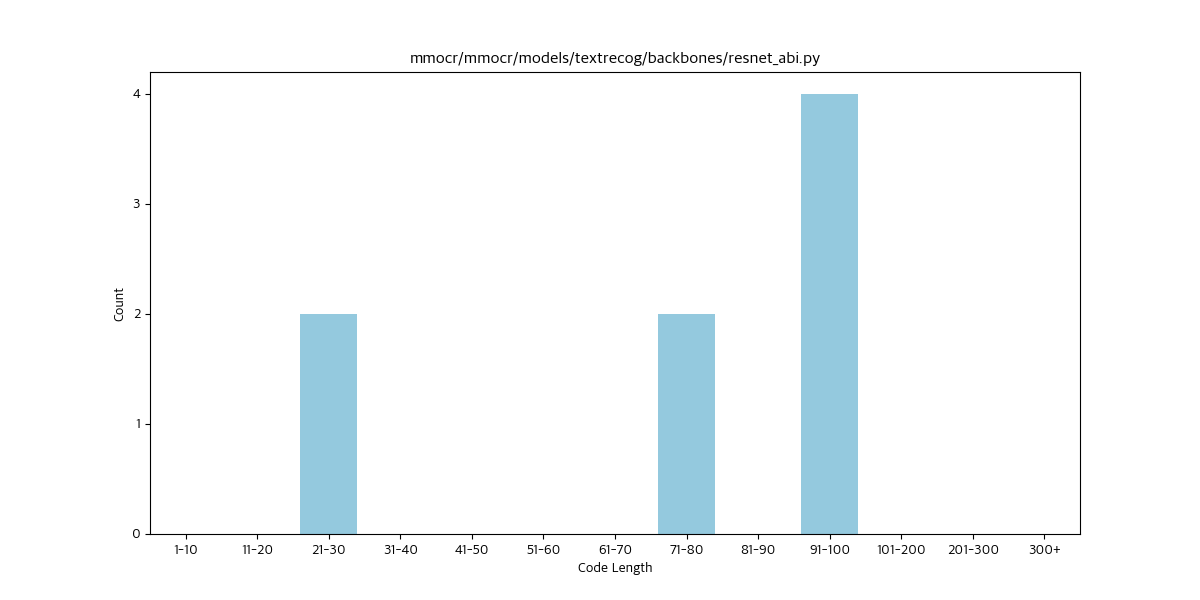 mmocr/mmocr/models/textrecog/backbones/resnet_abi.py
4
3
2
1
0
Count
1-10 11-20 21-30 31-40 41-50 51-60 61-70 71-80 81-90 91-100 101-200 201-300 300+
Code Length